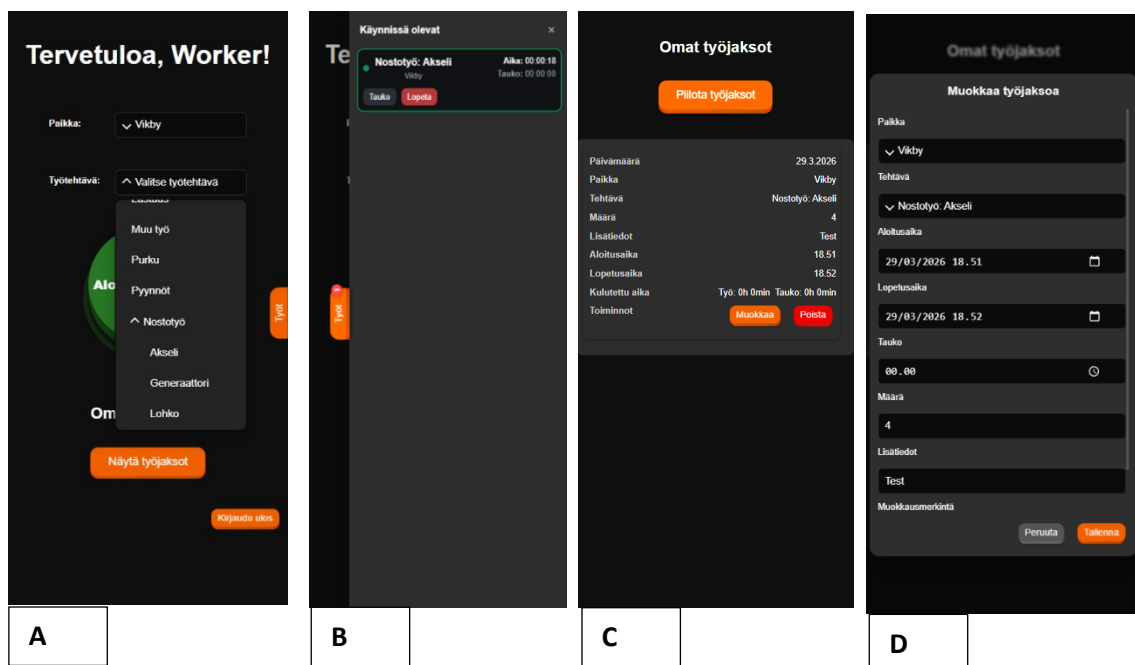 Tervetuloa, Worker!
Paikka:
Vikby
Työtehtävä:
Valitse työtehtävä
Lastaus
Muu työ
Purku
Pyynnöt
Nostotyö
Akseli
Generaattori
Lohko
Alo
Työt
Om
Näytä työjaksot
Kirjaudu ulos
A
Te
Käynnissä olevat ×
Nostotyö: Akseli Aika: 00:00:18
Vikby Tauko: 00:00:00
Tauko Lopeta
1
Työt
B
Omat työjaksot
Piilota työjaksot
Päivämäärä 29.3.2026
Paikka Vikby
Tehtävä Nostotyö: Akseli
Määrä 4
Lisätiedot Test
Aloitusaika 18.51
Lopetusaika 18.52
Kulutettu aika Työ: 0h 0min Tauko: 0h 0min
Toiminnot Muokkaa Poista
C
Omat työjaksot
Muokkaa työjaksoa
Paikka
Vikby
Tehtävä
Nostotyö: Akseli
Aloitusaika
29/03/2026 18.51
Lopetusaika
29/03/2026 18.52
Tauko
00.00
Määrä
4
Lisätiedot
Test
Muokkausmerkintä
Peruuta Tallenna
D